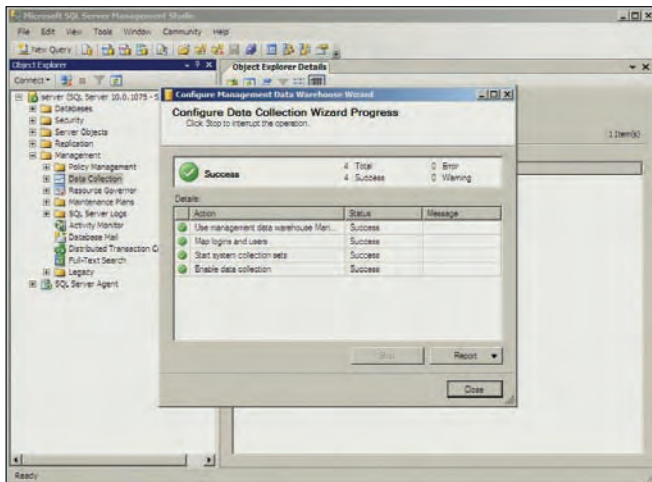 Microsoft SQL Server Management Studio
File Edit View Tools Window Community Help
New Query
Object Explorer
Object Explorer Details
Connect
server (SQL Server 10.0.1075 - S
Databases
Security
Server Objects
Replication
Management
Policy Management
Data Collection
Resource Governor
Maintenance Plans
SQL Server Logs
Activity Monitor
Database Mail
Distributed Transaction C
Full-Text Search
Legacy
SQL Server Agent
1 Item(s)
Configure Management Data Warehouse Wizard
Configure Data Collection Wizard Progress
Click Stop to interrupt the operation.
Success
4 Total 0 Error
4 Success 0 Warning
Details:
Action Status Message
Use management data warehouse Man... Success
Map logins and users Success
Start system collection sets Success
Enable data collection Success
Stop Report
Close
Ready